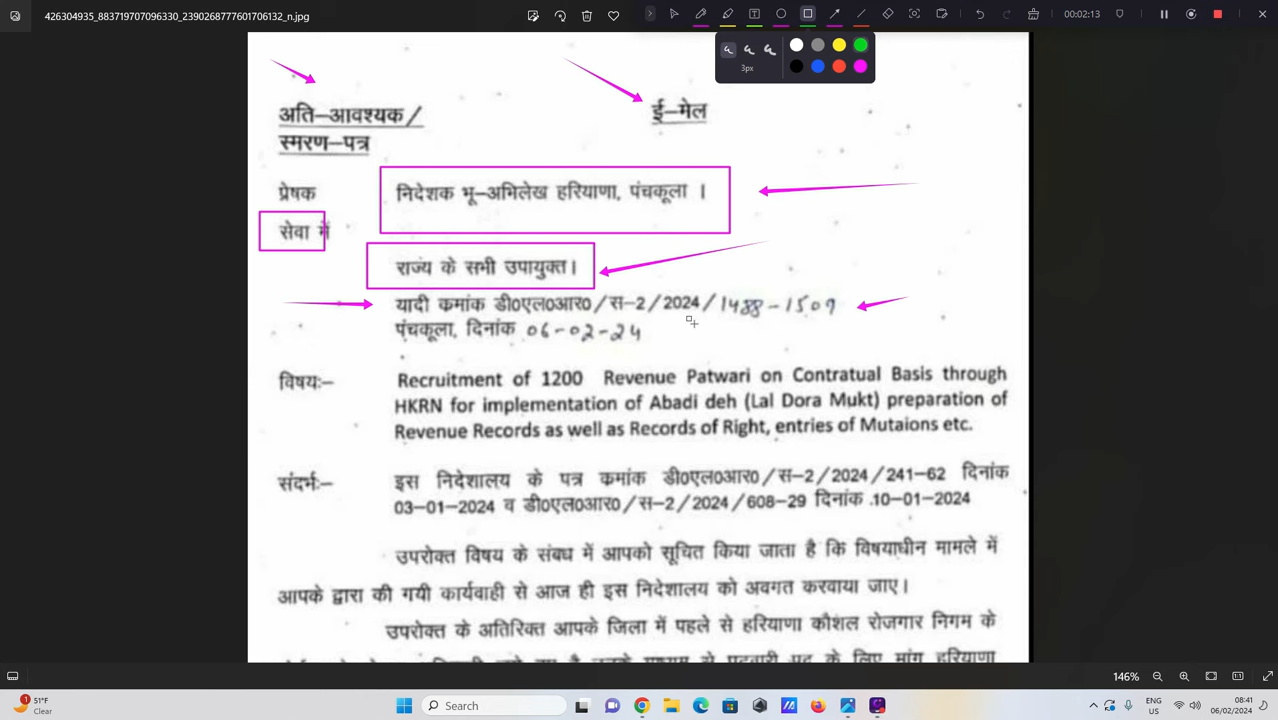 423104935_1118719707096330_2390268777601706132_n.jpg
00:02:13
3px
अति–आवश्यक/
ई–मेल
स्मरण–पत्र
प्रेषक
निदेशक भू–अभिलेख हरियाणा, पंचकूला ।
सेवा में
राज्य के सभी उपायुक्त।
यादी कमांक डी0एल0आर0/स–2/2024/1488-1509
पंचकूला, दिनांक 06-02-24
विषयः–
Recruitment of 1200 Revenue Patwari on Contratual Basis through
HKRN for implementation of Abadi deh (Lal Dora Mukt) preparation of
Revenue Records as well as Records of Right, entries of Mutaions etc.
संदर्भः–
इस निदेशालय के पत्र कमांक डी0एल0आर0/स–2/2024/241–62 दिनांक
03–01–2024 व डी0एल0आर0/स–2/2024/608–29 दिनांक .10–01–2024
उपरोक्त विषय के संबध में आपको सूचित किया जाता है कि विषयाधीन मामले में
आपके द्वारा की गयी कार्यवाही से आज ही इस निदेशालय को अवगत करवाया जाए।
उपरोक्त के अतिरिक्त आपके जिला में पहले से हरियाणा कौशल रोजगार निगम के
के लिए मांग हरियाणा
146%
1
51°F
Clear
Search
ENG
US
08:41
06/02/2024